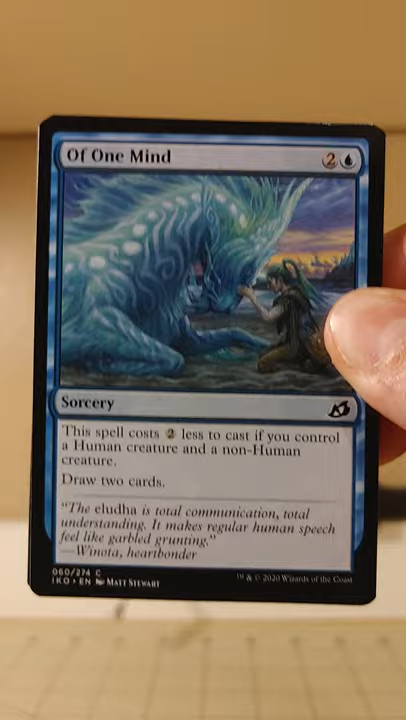 Of One Mind 2
Sorcery
This spell costs 2 less to cast if you control
a Human creature and a non-Human
creature.
Draw two cards.
"The eludha is total communication, total
understanding. It makes regular human speech
feel like garbled grunting."
—Winota, heartbonder
060/274 C
IKO • EN Matt Stewart
™ & © 2020 Wizards of the Coast